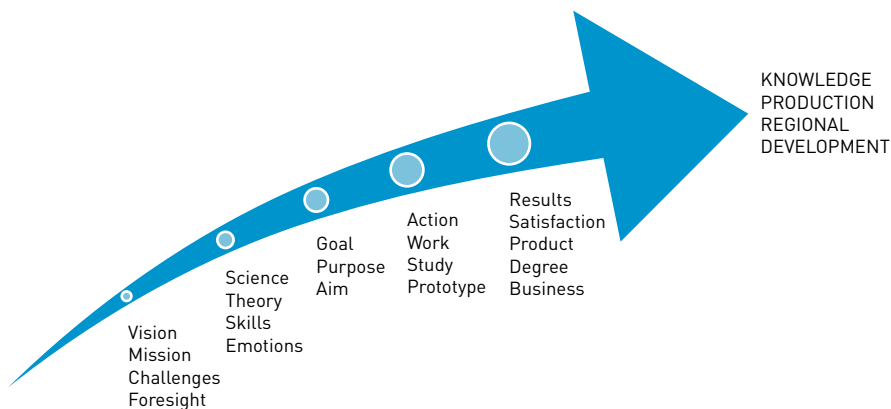 Vision
Mission
Challenges
Foresight
Science
Theory
Skills
Emotions
Goal
Purpose
Aim
Action
Work
Study
Prototype
Results
Satisfaction
Product
Degree
Business
KNOWLEDGE
PRODUCTION
REGIONAL
DEVELOPMENT